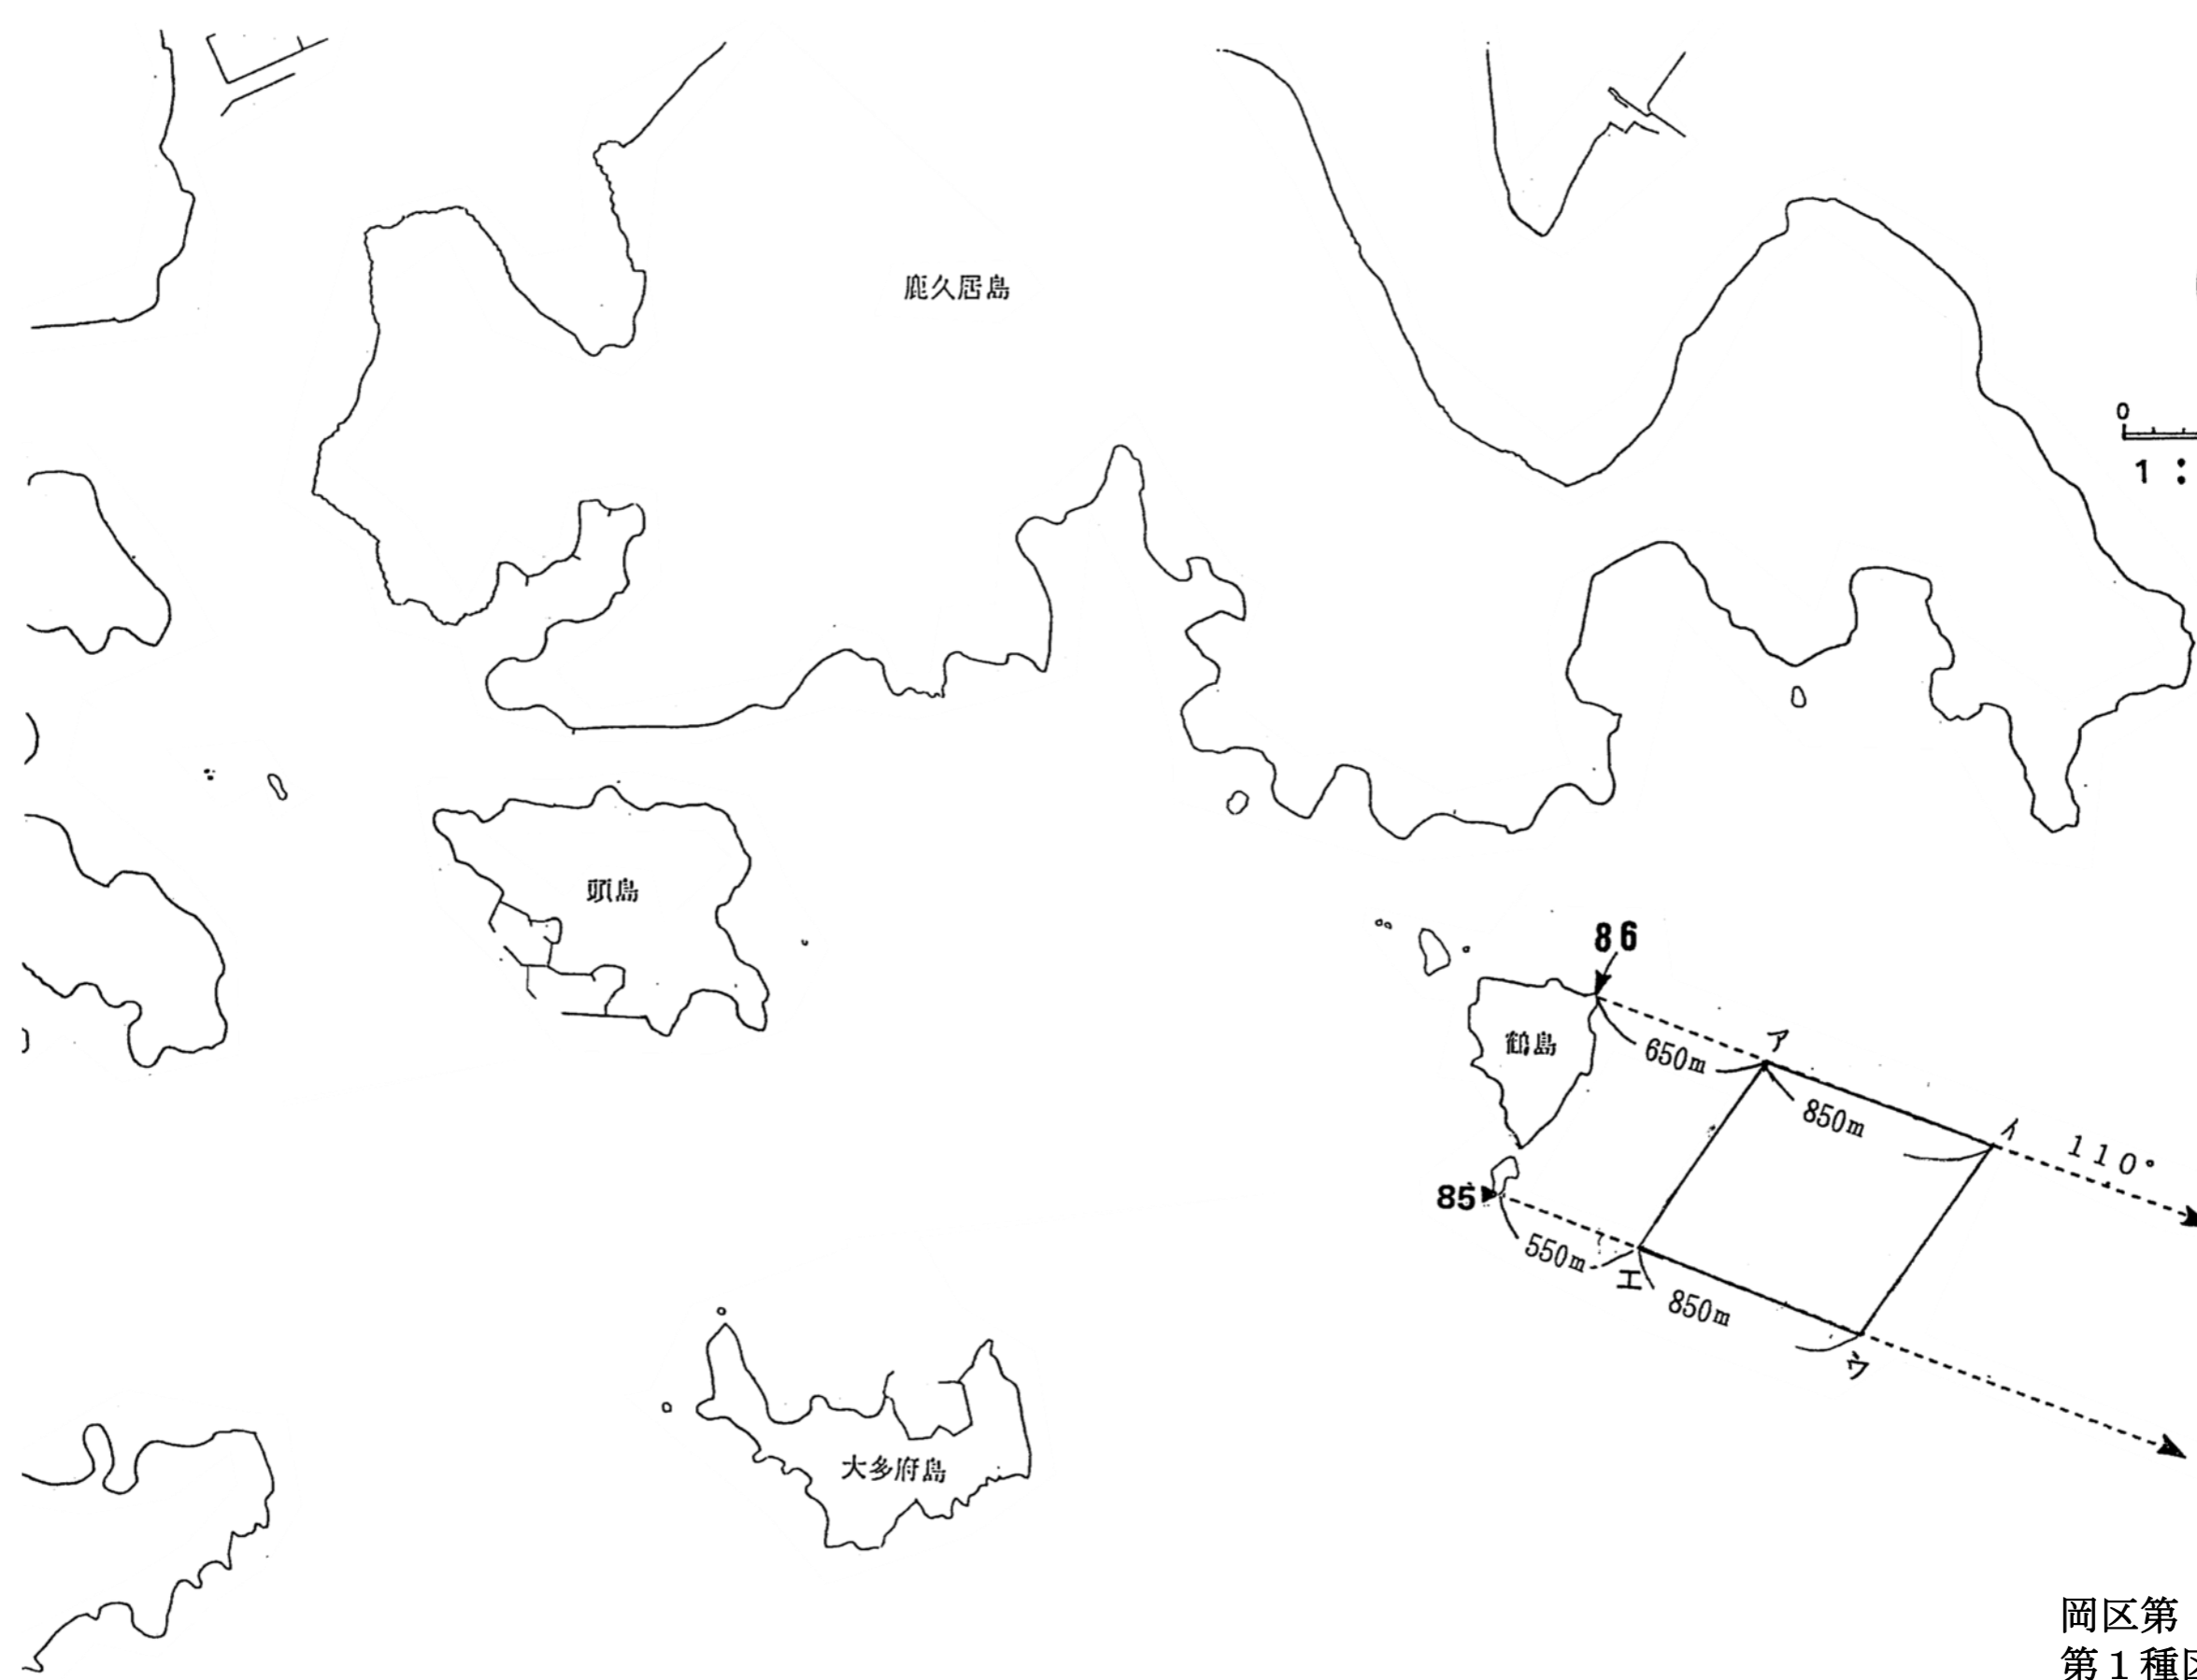 鹿久居島
0
1 :
頭島
86
鶴島
ア
650m
850m
イ
110°
85
550m
エ
850m
ウ
大多府島
岡区第
第1種区